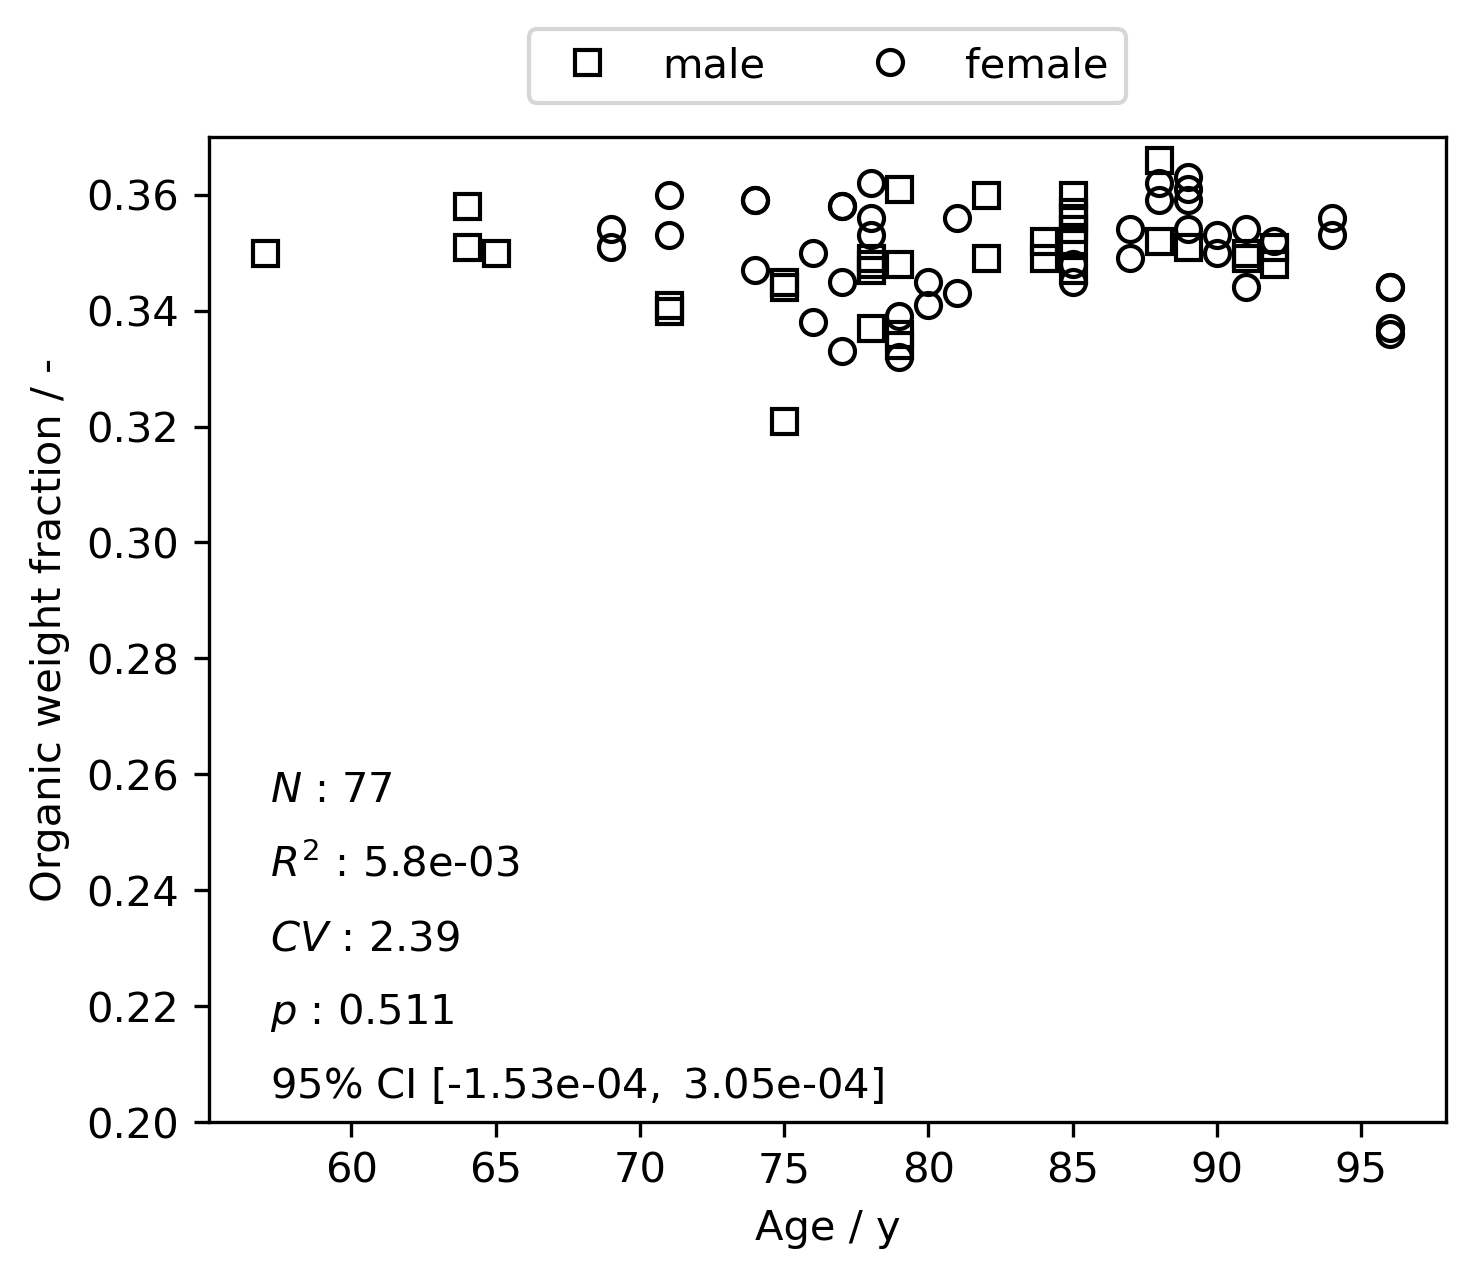 male female
0.36
0.34
0.32
0.30
0.28
0.26
0.24
0.22
0.20
Organic weight fraction / -
N : 77
R² : 5.8e-03
CV : 2.39
p : 0.511
95% CI [-1.53e-04, 3.05e-04]
60 65 70 75 80 85 90 95
Age / y